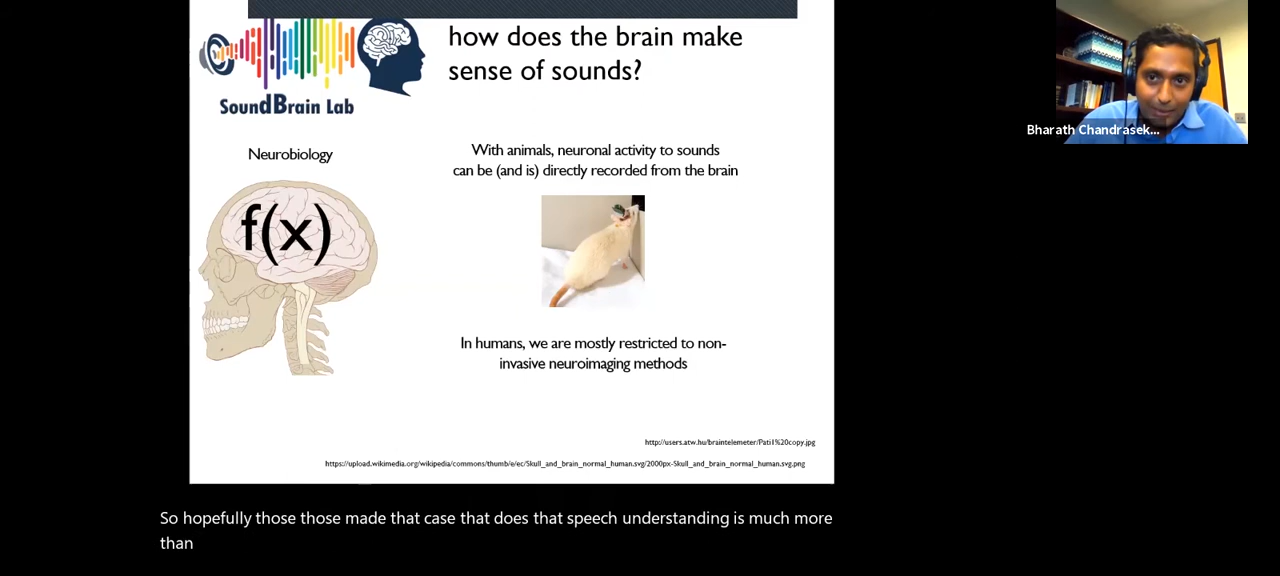 how does the brain make
sense of sounds?
SoundBrain Lab
Bharath Chandrasek...
Neurobiology
With animals, neuronal activity to sounds
can be (and is) directly recorded from the brain
f(x)
In humans, we are mostly restricted to non-
invasive neuroimaging methods
http://users.atw.hu/braintelemeter/Pati1%20copy.jpg
https://upload.wikimedia.org/wikipedia/commons/thumb/e/ec/Skull_and_brain_normal_human.svg/2000px-Skull_and_brain_normal_human.svg.png
So hopefully those those made that case that does that speech understanding is much more
than